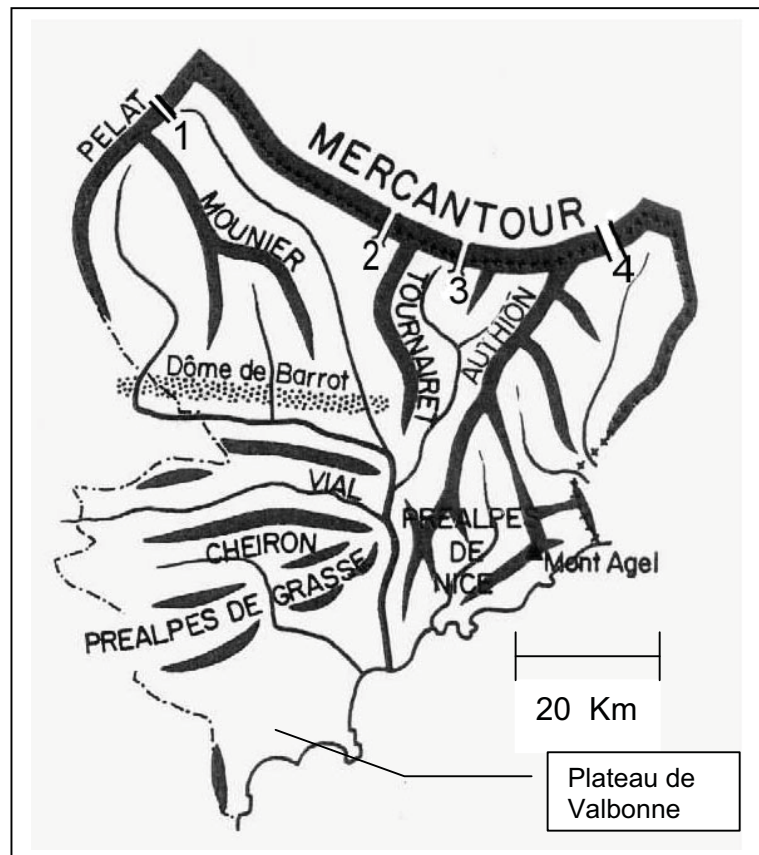 PELAT
1
MERCANTOUR
MOUNIER
2
3
4
TOURNAIRET
AUTHION
Dôme de Barrot
VIAL
CHEIRON
PREALPES DE GRASSE
PREALPES
DE
NICE
Mont Agel
20 Km
Plateau de
Valbonne